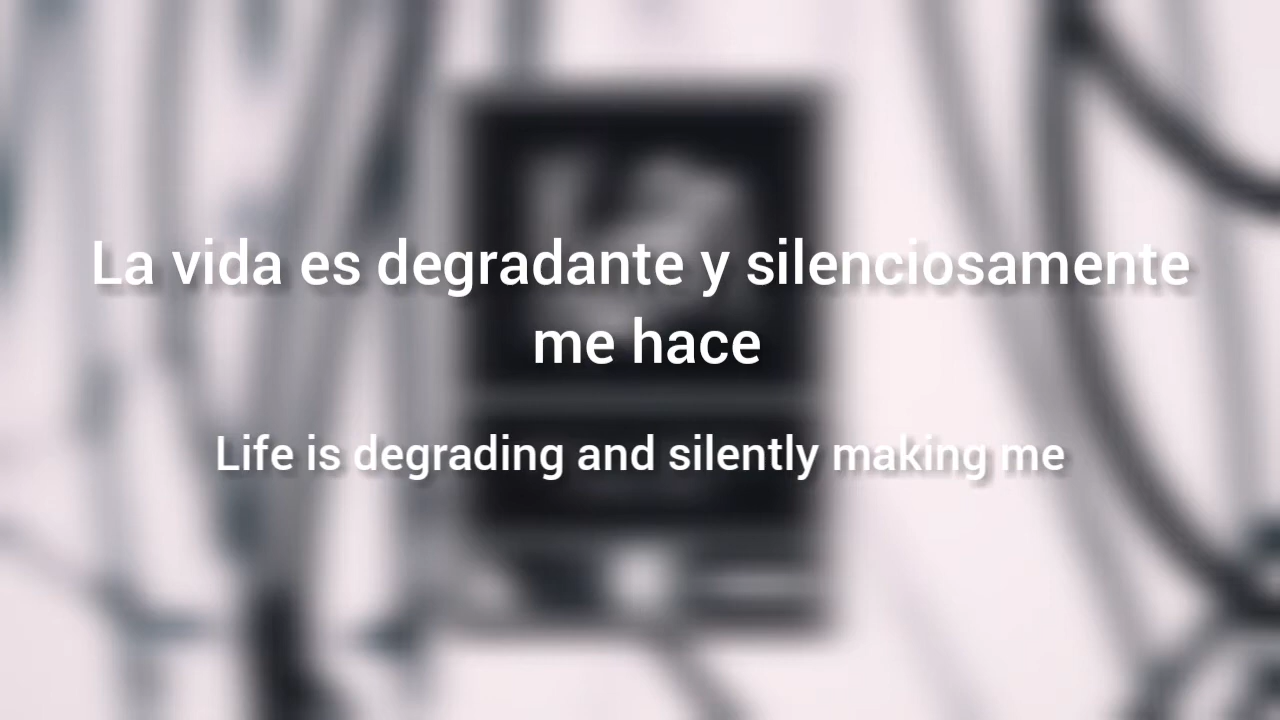 La vida es degradante y silenciosamente
me hace
Life is degrading and silently making me